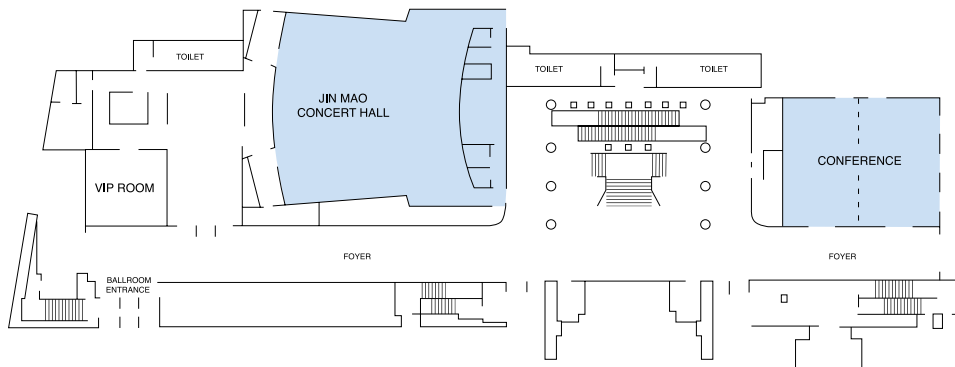 TOILET
TOILET
TOILET
JIN MAO
CONCERT HALL
CONFERENCE
VIP ROOM
FOYER
FOYER
BALLROOM
ENTRANCE